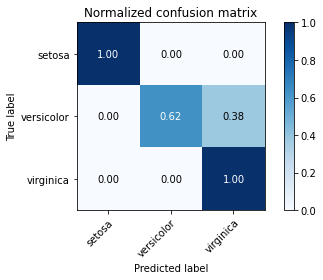 Normalized confusion matrix
True label
setosa 1.00 0.00 0.00
versicolor 0.00 0.62 0.38
virginica 0.00 0.00 1.00
setosa versicolor virginica
Predicted label
1.0
0.8
0.6
0.4
0.2
0.0